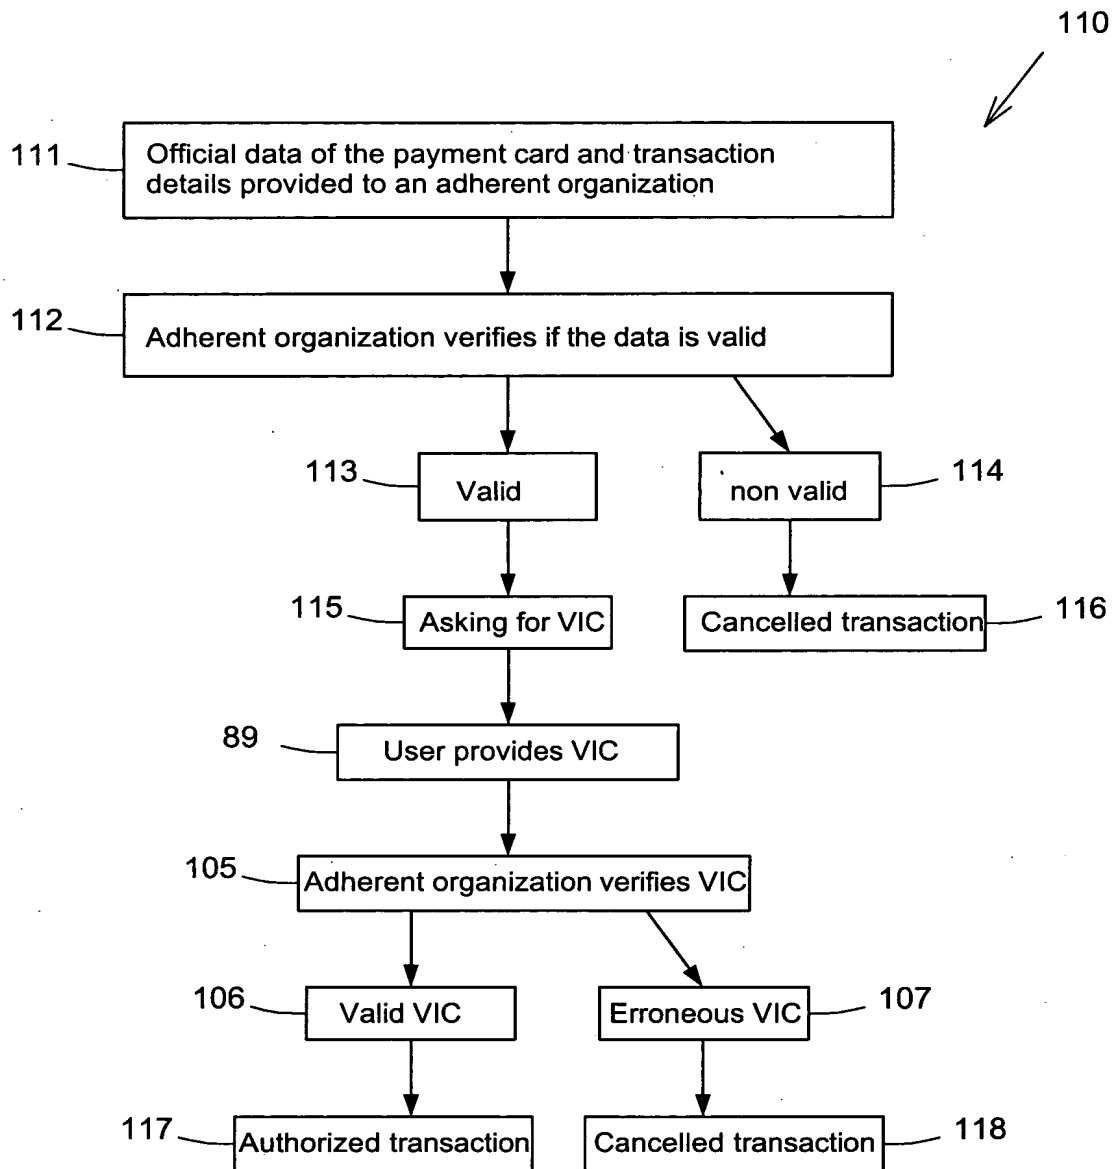 110
111
Official data of the payment card and transaction
details provided to an adherent organization
112
Adherent organization verifies if the data is valid
113
Valid
non valid
114
115
Asking for VIC
Cancelled transaction
116
89
User provides VIC
105
Adherent organization verifies VIC
106
Valid VIC
Erroneous VIC
107
117
Authorized transaction
Cancelled transaction
118